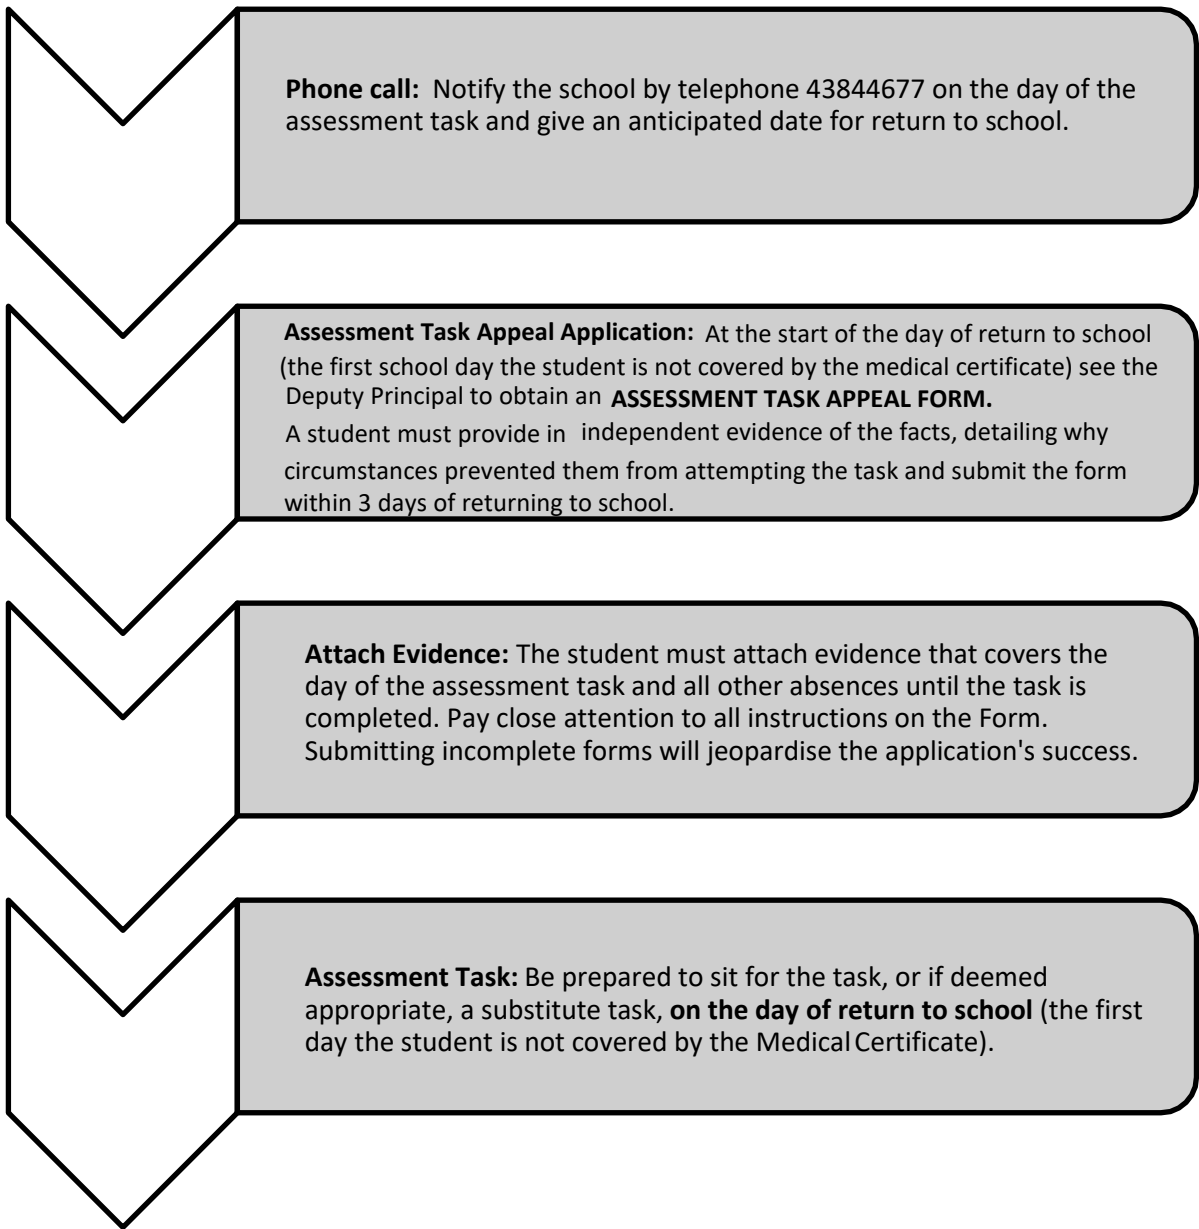 Phone call: Notify the school by telephone 43844677 on the day of the
assessment task and give an anticipated date for return to school.
Assessment Task Appeal Application: At the start of the day of return to school
(the first school day the student is not covered by the medical certificate) see the
Deputy Principal to obtain an ASSESSMENT TASK APPEAL FORM.
A student must provide in independent evidence of the facts, detailing why
circumstances prevented them from attempting the task and submit the form
within 3 days of returning to school.
Attach Evidence: The student must attach evidence that covers the
day of the assessment task and all other absences until the task is
completed. Pay close attention to all instructions on the Form.
Submitting incomplete forms will jeopardise the application's success.
Assessment Task: Be prepared to sit for the task, or if deemed
appropriate, a substitute task, on the day of return to school (the first
day the student is not covered by the Medical Certificate).